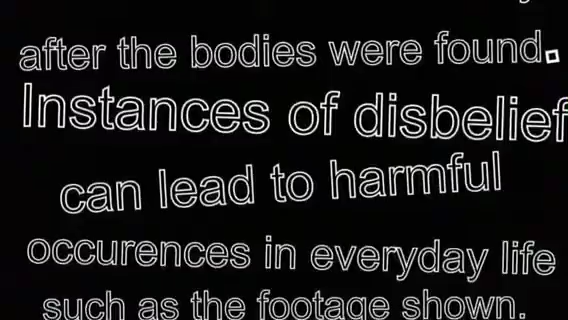 after the bodies were found.
Instances of disbelief
can lead to harmful
occurences in everyday life
such as the footage shown.